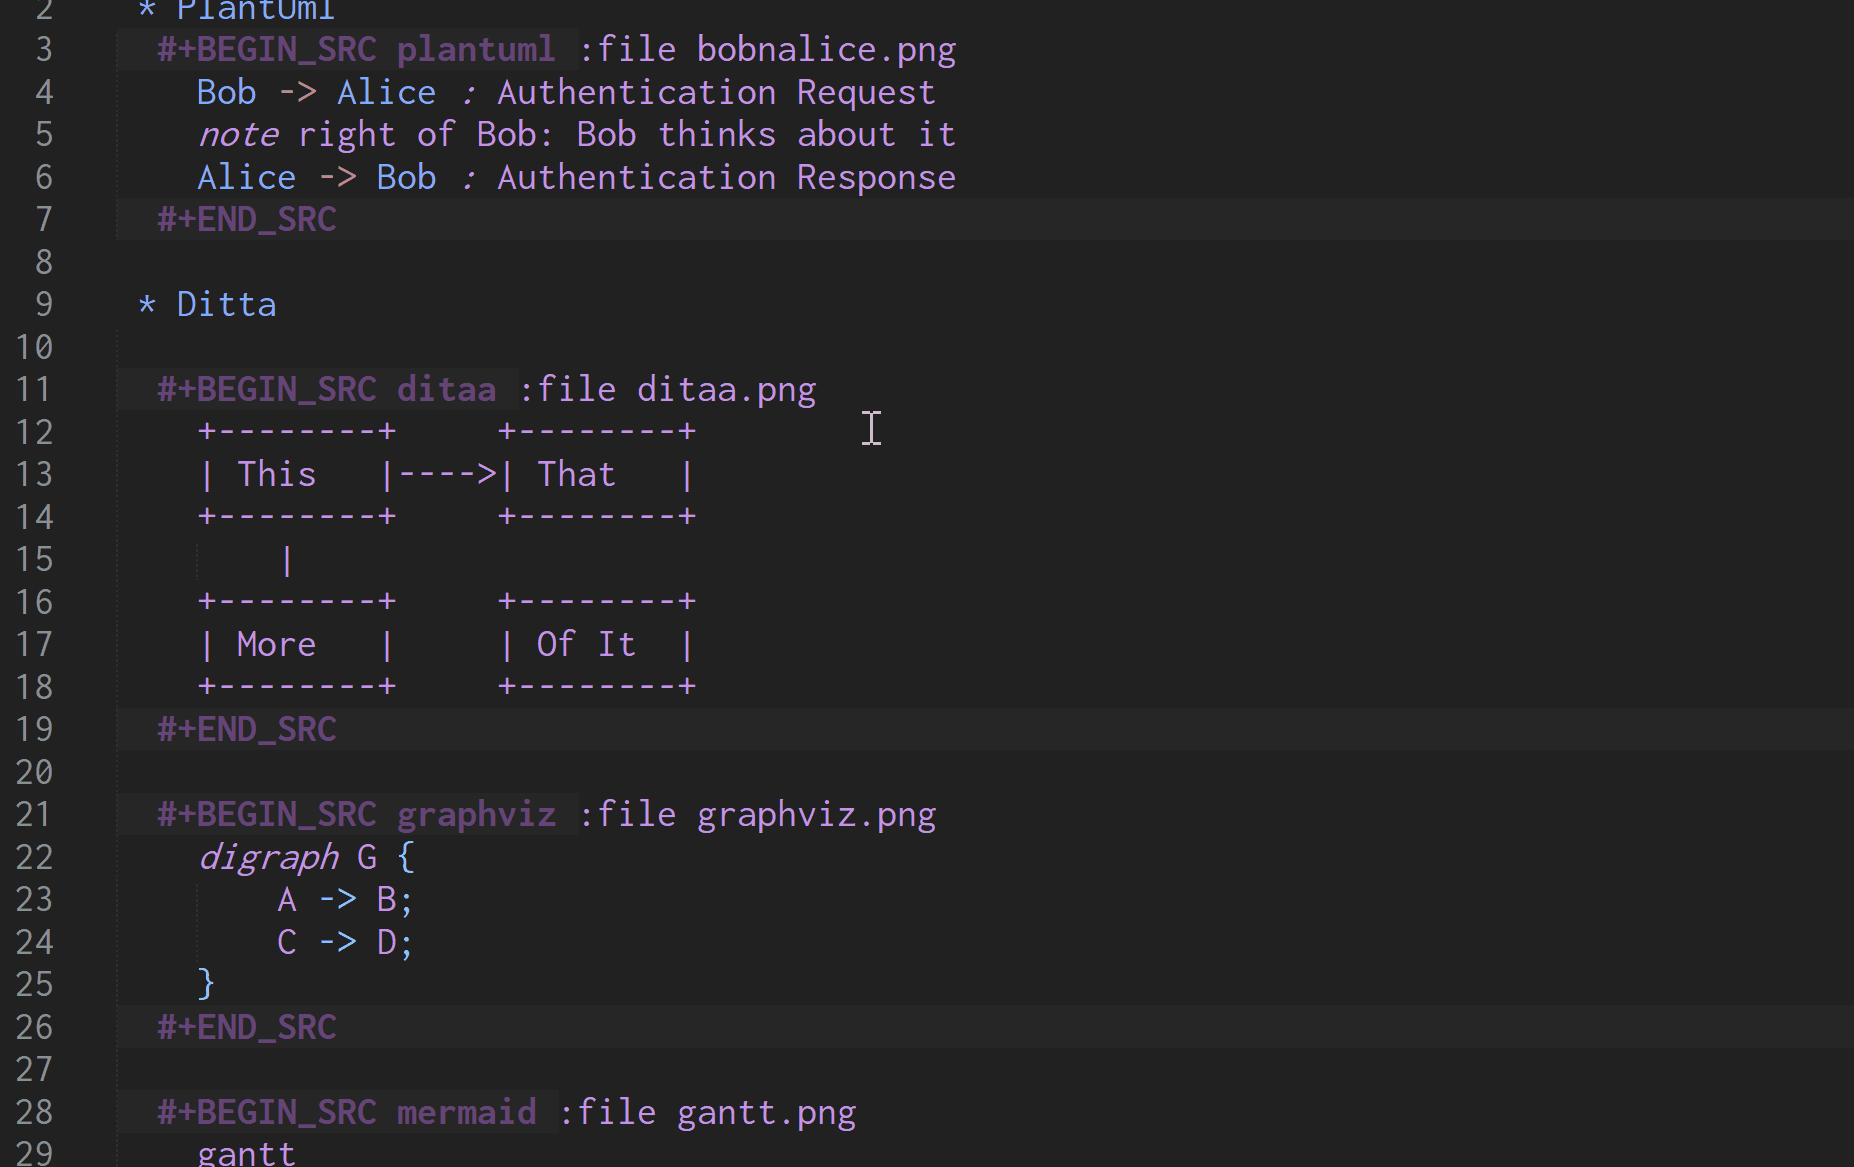 2 * PlantUml
3 #+BEGIN_SRC plantuml :file bobnalice.png
4 Bob -> Alice : Authentication Request
5 note right of Bob: Bob thinks about it
6 Alice -> Bob : Authentication Response
7 #+END_SRC
8
9 * Ditta
10
11 #+BEGIN_SRC ditaa :file ditaa.png
12 +--------+     +--------+
13 | This   |---->| That   |
14 +--------+     +--------+
15     |
16 +--------+     +--------+
17 | More   |     | Of It  |
18 +--------+     +--------+
19 #+END_SRC
20
21 #+BEGIN_SRC graphviz :file graphviz.png
22 digraph G {
23     A -> B;
24     C -> D;
25 }
26 #+END_SRC
27
28 #+BEGIN_SRC mermaid :file gantt.png
29 gantt